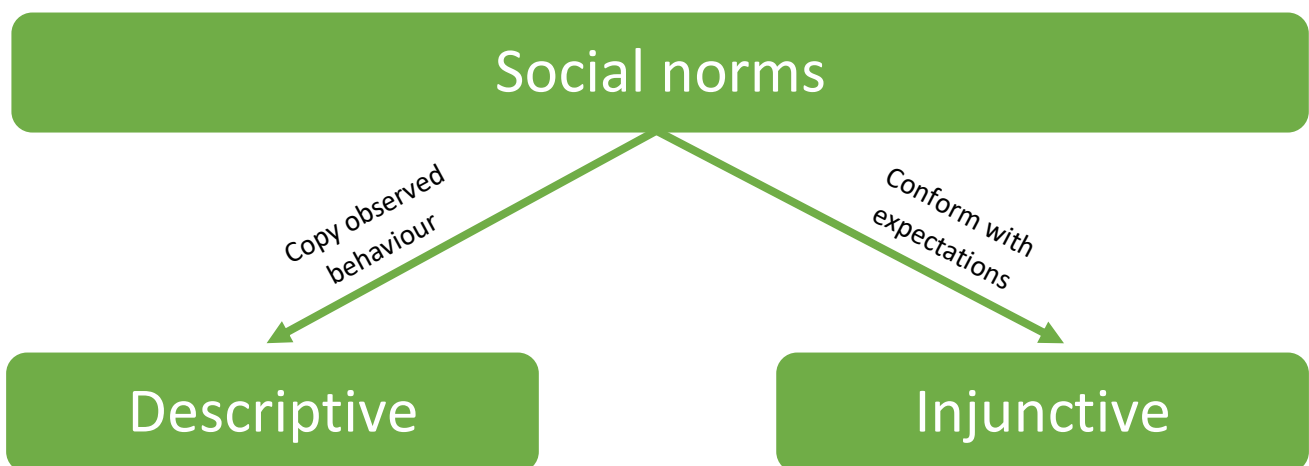 Social norms
Copy observed
behaviour
Conform with
expectations
Descriptive
Injunctive